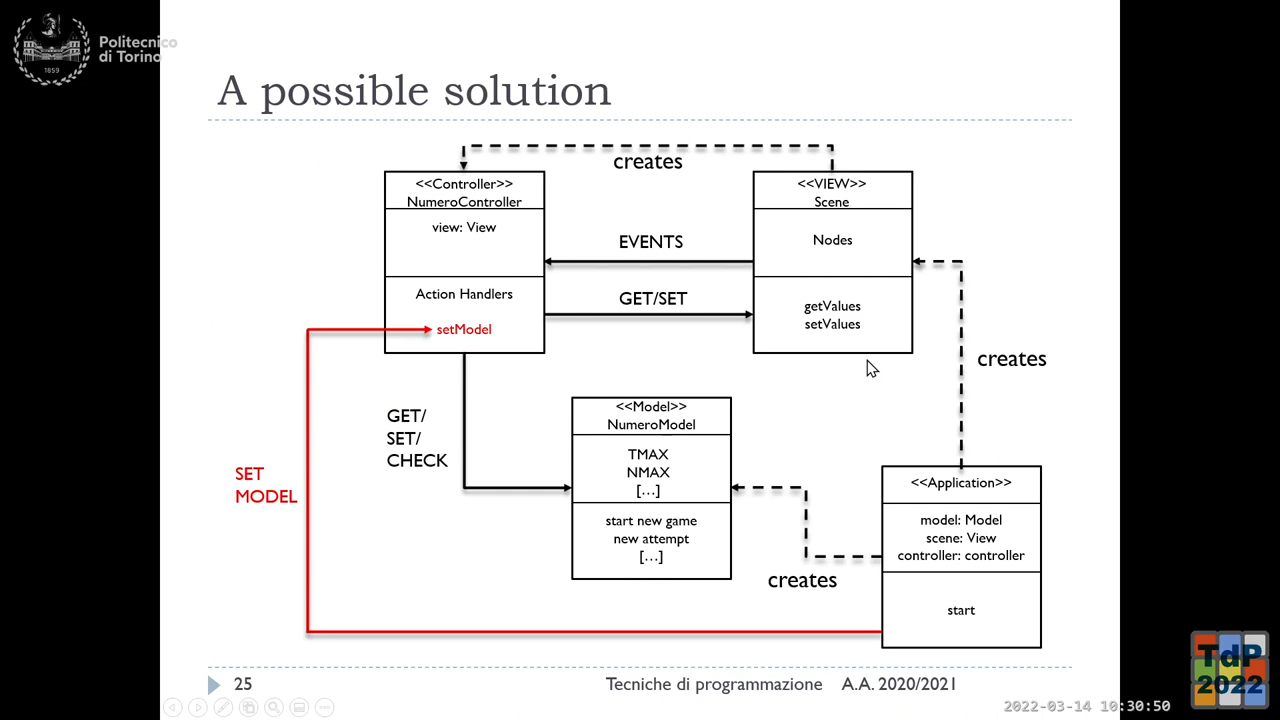 Politecnico
di Torino
1859
A possible solution
creates
<<Controller>>
NumeroController
view: View
Action Handlers
setModel
EVENTS
GET/SET
<<VIEW>>
Scene
Nodes
getValues
setValues
creates
GET/
SET/
CHECK
SET
MODEL
<<Model>>
NumeroModel
TMAX
NMAX
[...]
start new game
new attempt
[...]
creates
<<Application>>
model: Model
scene: View
controller: controller
start
25
Tecniche di programmazione A.A. 2020/2021
TdP
2022
2022-03-14 10:30:50